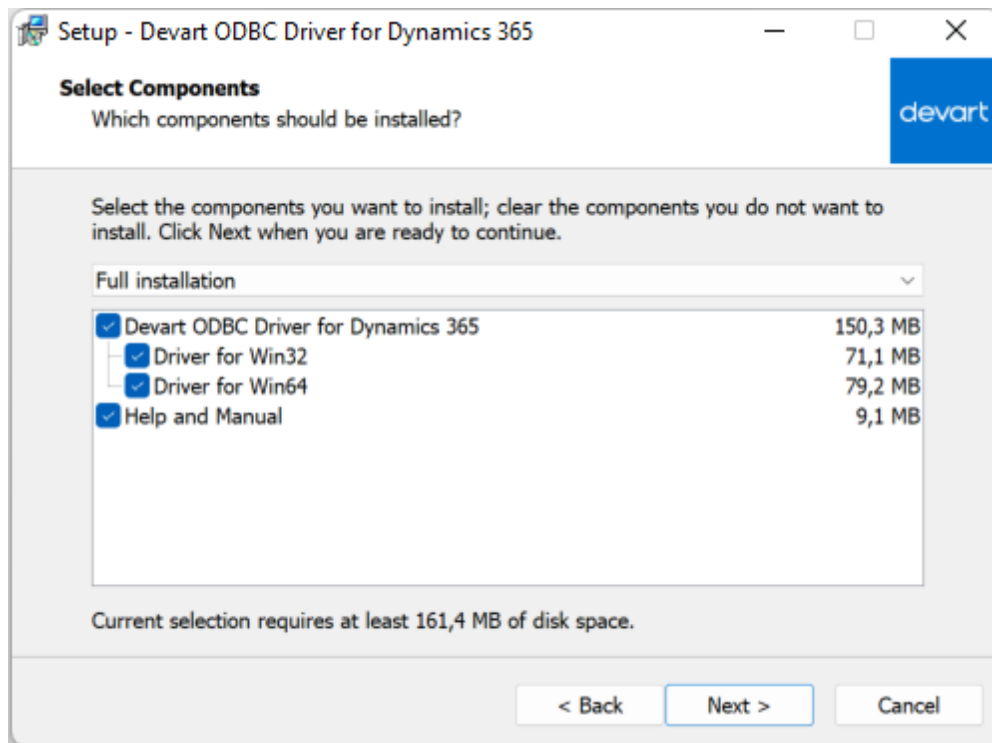 Setup - Devart ODBC Driver for Dynamics 365
Select Components
Which components should be installed?
devart
Select the components you want to install; clear the components you do not want to
install. Click Next when you are ready to continue.
Full installation
Devart ODBC Driver for Dynamics 365 150,3 MB
Driver for Win32 71,1 MB
Driver for Win64 79,2 MB
Help and Manual 9,1 MB
Current selection requires at least 161,4 MB of disk space.
< Back Next > Cancel